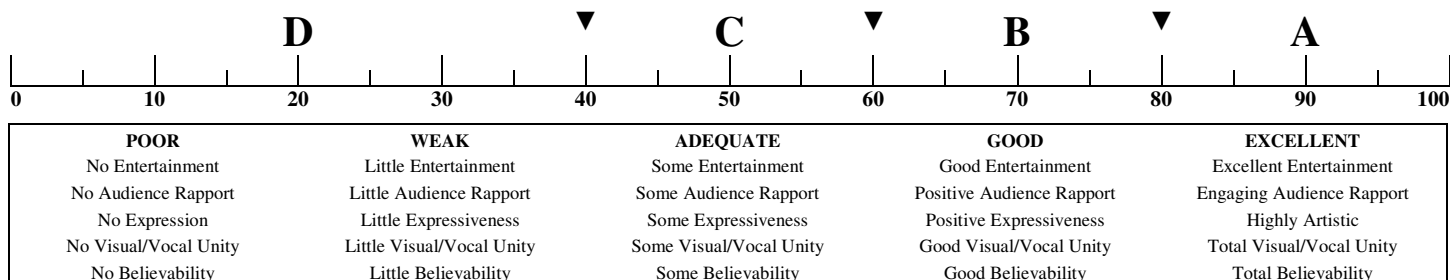 D C B A
0 10 20 30 40 50 60 70 80 90 100
POOR WEAK ADEQUATE GOOD EXCELLENT
No Entertainment Little Entertainment Some Entertainment Good Entertainment Excellent Entertainment
No Audience Rapport Little Audience Rapport Some Audience Rapport Positive Audience Rapport Engaging Audience Rapport
No Expression Little Expressiveness Some Expressiveness Positive Expressiveness Highly Artistic
No Visual/Vocal Unity Little Visual/Vocal Unity Some Visual/Vocal Unity Good Visual/Vocal Unity Total Visual/Vocal Unity
No Believability Little Believability Some Believability Good Believability Total Believability